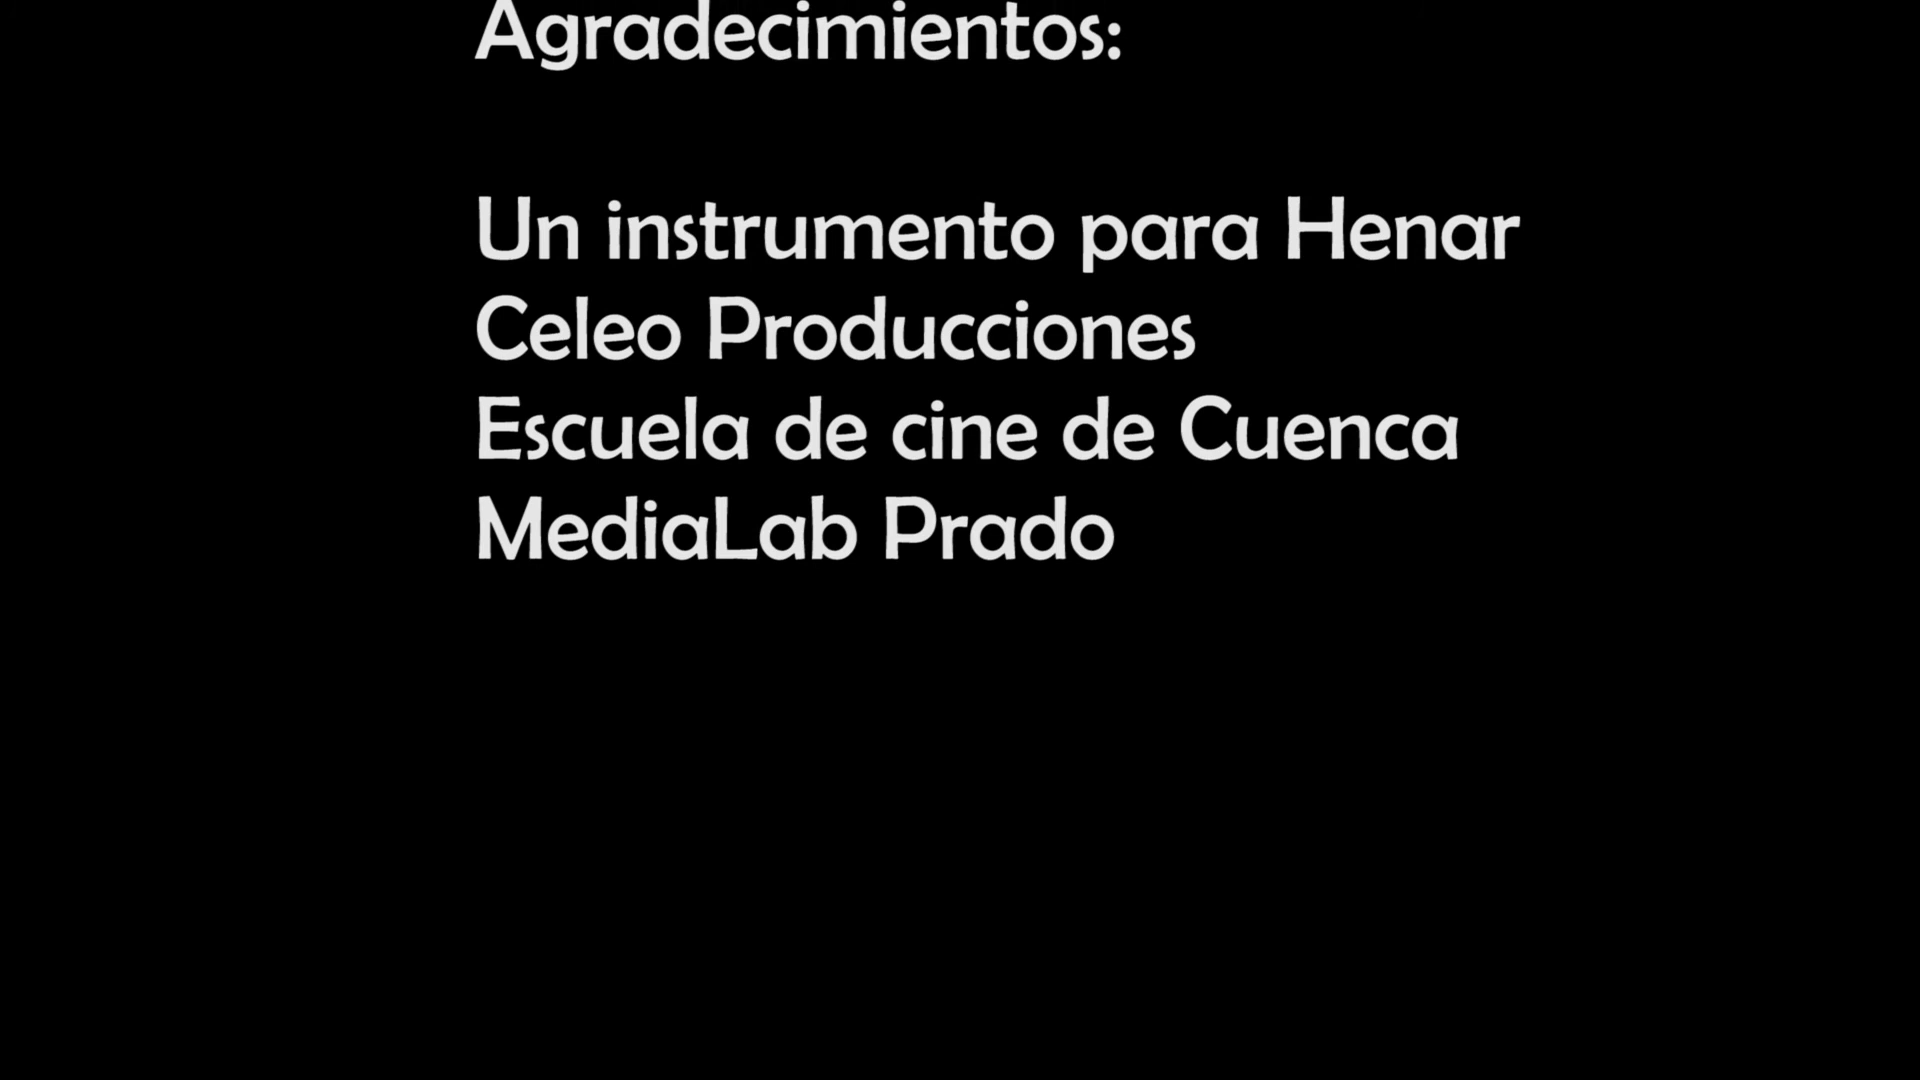 Agradecimientos:
Un instrumento para Henar
Celeo Producciones
Escuela de cine de Cuenca
MediaLab Prado